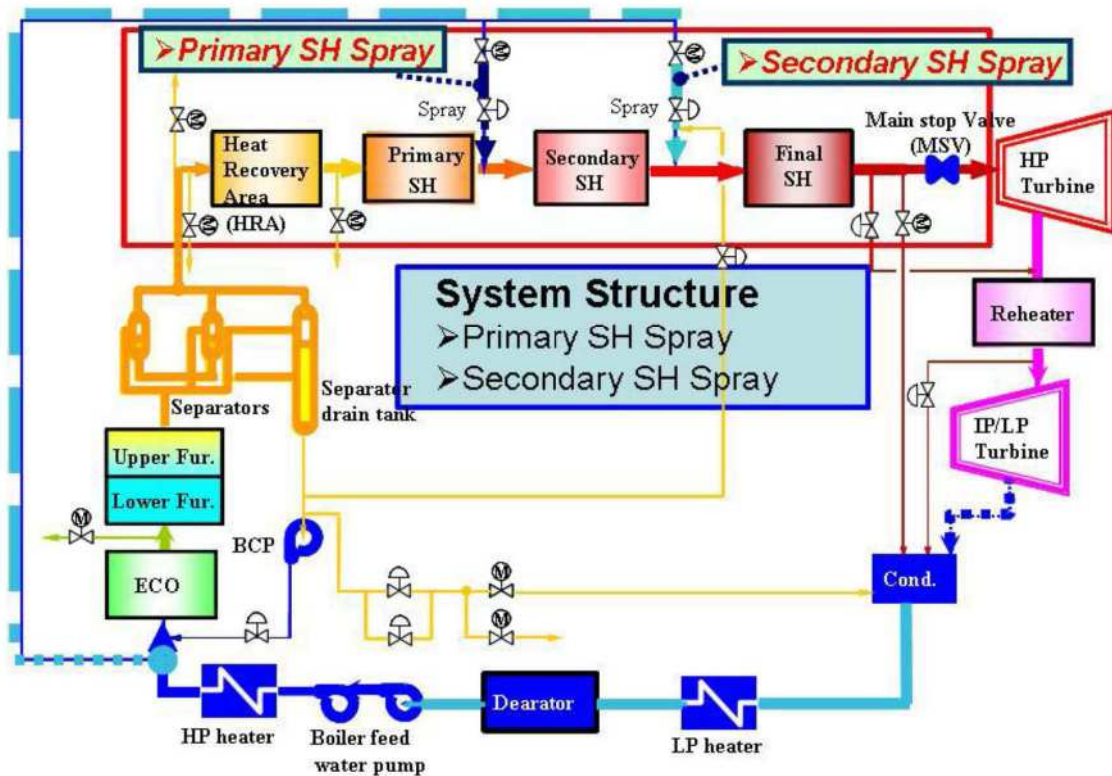 ➢Primary SH Spray
➢Secondary SH Spray
M
M
Spray
Spray
Main stop Valve
(MSV)
M
Heat
Recovery
Area
(HRA)
Primary
SH
Secondary
SH
Final
SH
HP
Turbine
M
M
M
System Structure
➢Primary SH Spray
➢Secondary SH Spray
Reheater
Separators
Separater
drain tank
IP/LP
Turbine
Upper Fur.
Lower Fur.
M
BCP
ECO
M
Cond.
M
Dearator
HP heater
Boiler feed
water pump
LP heater